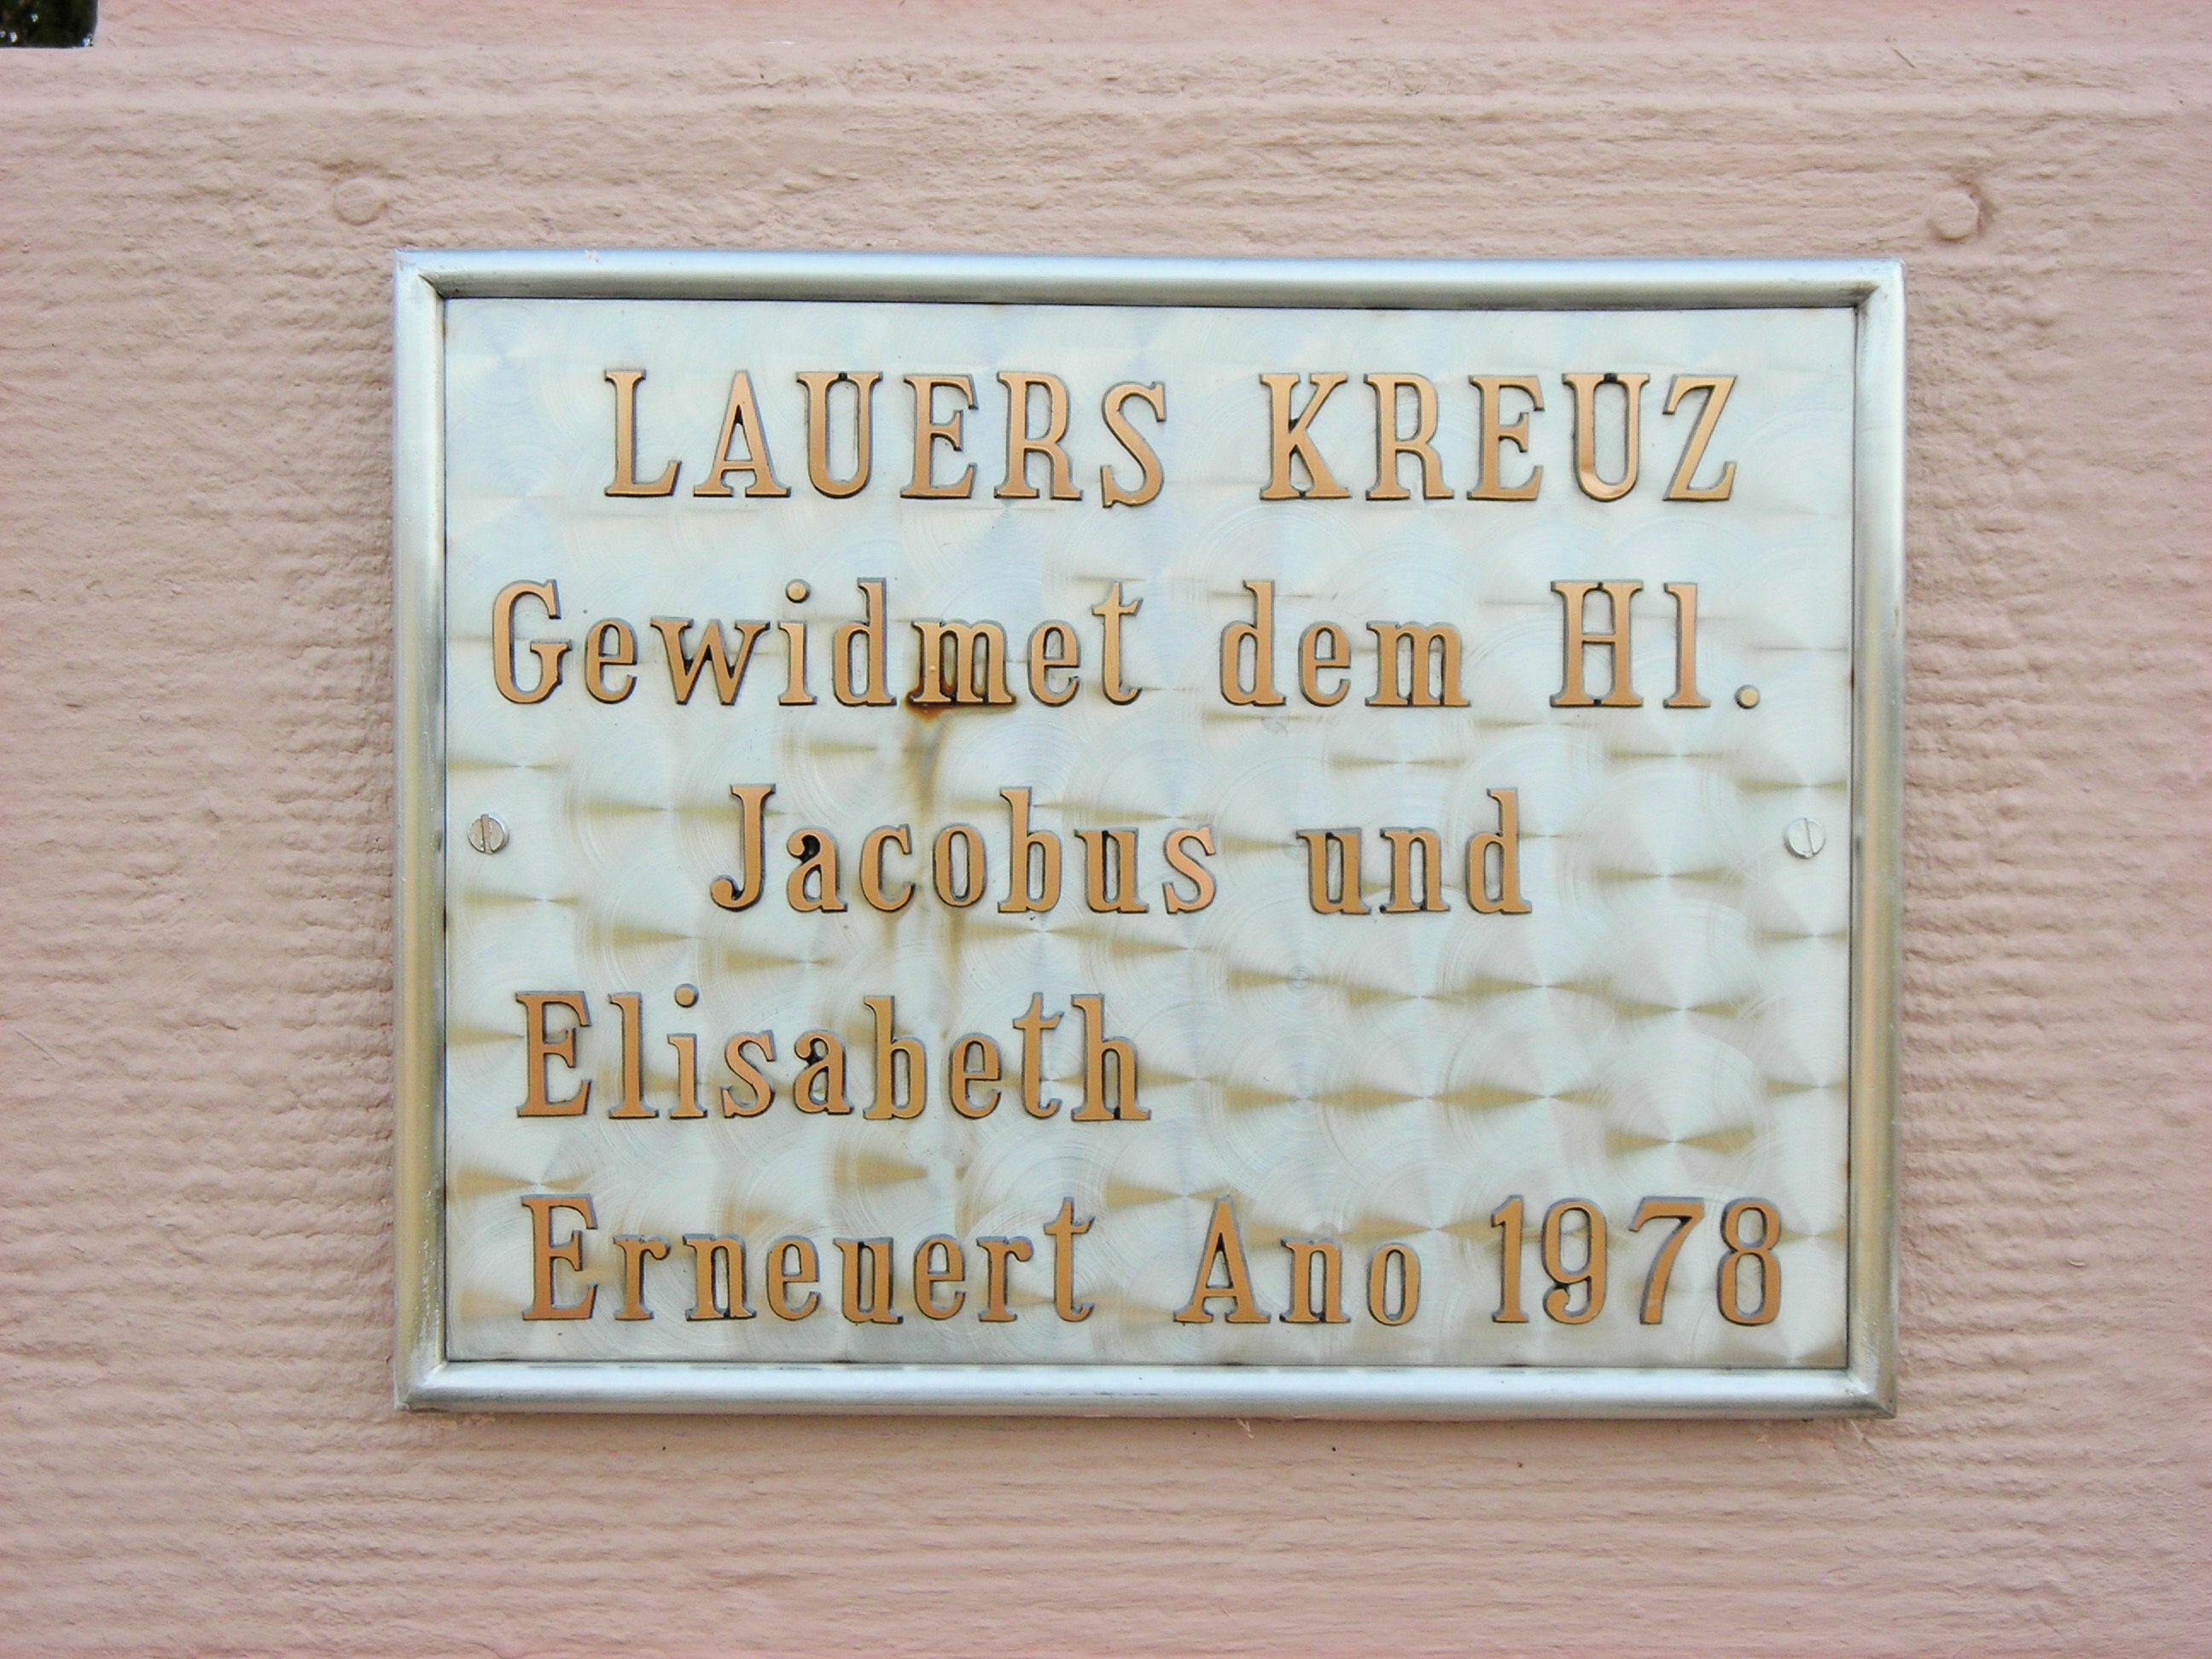 LAUERS KREUZ
Gewidmet dem Hl.
Jacobus und
Elisabeth
Erneuert Ano 1978